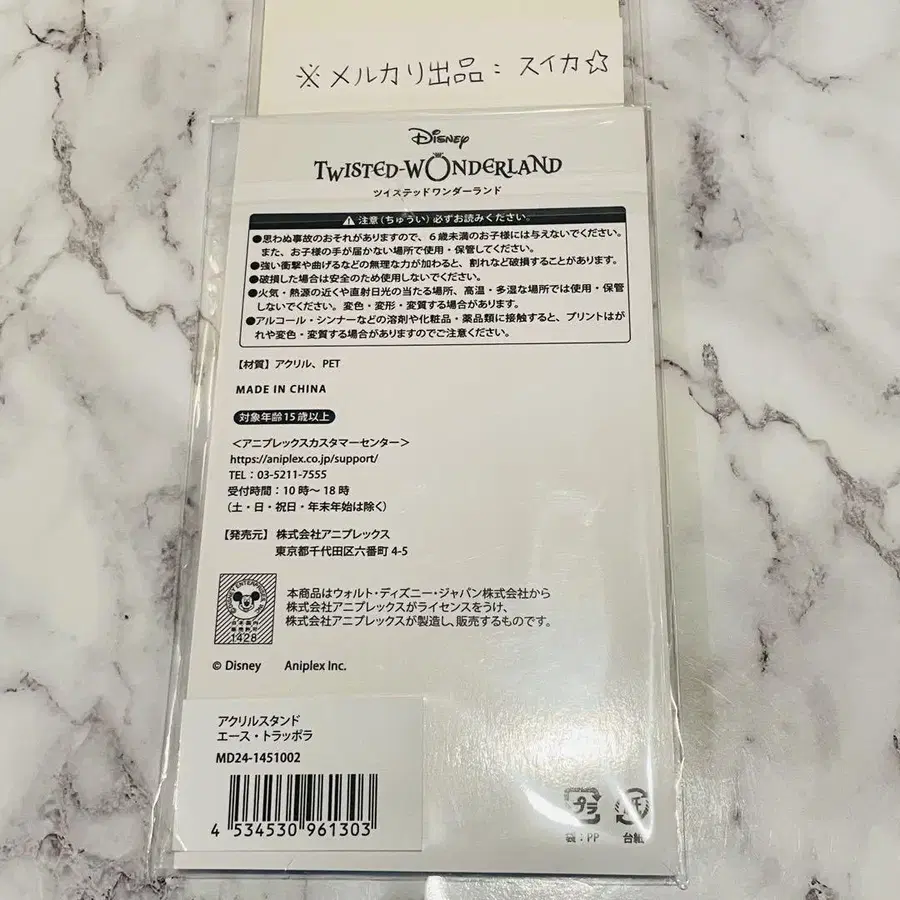 ※メルカリ出品：スイカ☆
Disney
TWISTED-WONDERLAND
ツイステッドワンダーランド
注意（ちゅうい）必ずお読みください。
●思わぬ事故のおそれがありますので、６歳未満のお子様には与えないでください。
また、お子様の手が届かない場所で使用・保管してください。
●強い衝撃や曲げるなどの無理な力が加わると、割れなど破損することがあります。
●破損した場合は安全のため使用しないでください。
●火気・熱源の近くや直射日光の当たる場所、高温・多湿な場所では使用・保管
しないでください。変色・変形・変質する場合があります。
●アルコール・シンナーなどの溶剤や化粧品・薬品類に接触すると、プリントはが
れや変色・変質する場合がありますのでご注意ください。
【材質】アクリル、PET
MADE IN CHINA
対象年齢15歳以上
＜アニプレックスカスタマーセンター＞
https://aniplex.co.jp/support/
TEL：03-5211-7555
受付時間：10時～18時
（土・日・祝日・年末年始は除く）
【発売元】株式会社アニプレックス
東京都千代田区六番町4-5
本商品はウォルト・ディズニー・ジャパン株式会社から
株式会社アニプレックスがライセンスをうけ、
株式会社アニプレックスが製造し、販売するものです。
1428
© Disney Aniplex Inc.
アクリルスタンド
エース・トラッポラ
MD24-1451002
4 534530 961303
プラ 紙
袋：PP 台紙